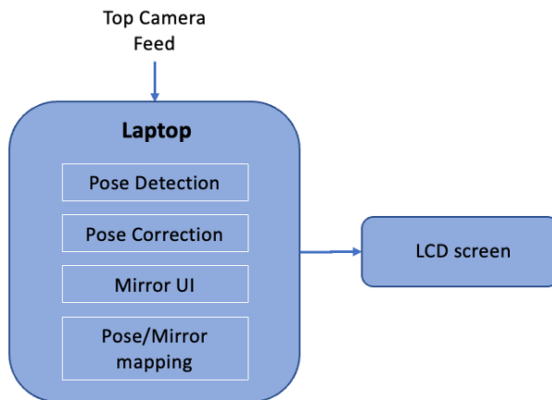 Top Camera
Feed
Laptop
Pose Detection
Pose Correction
Mirror UI
Pose/Mirror
mapping
LCD screen